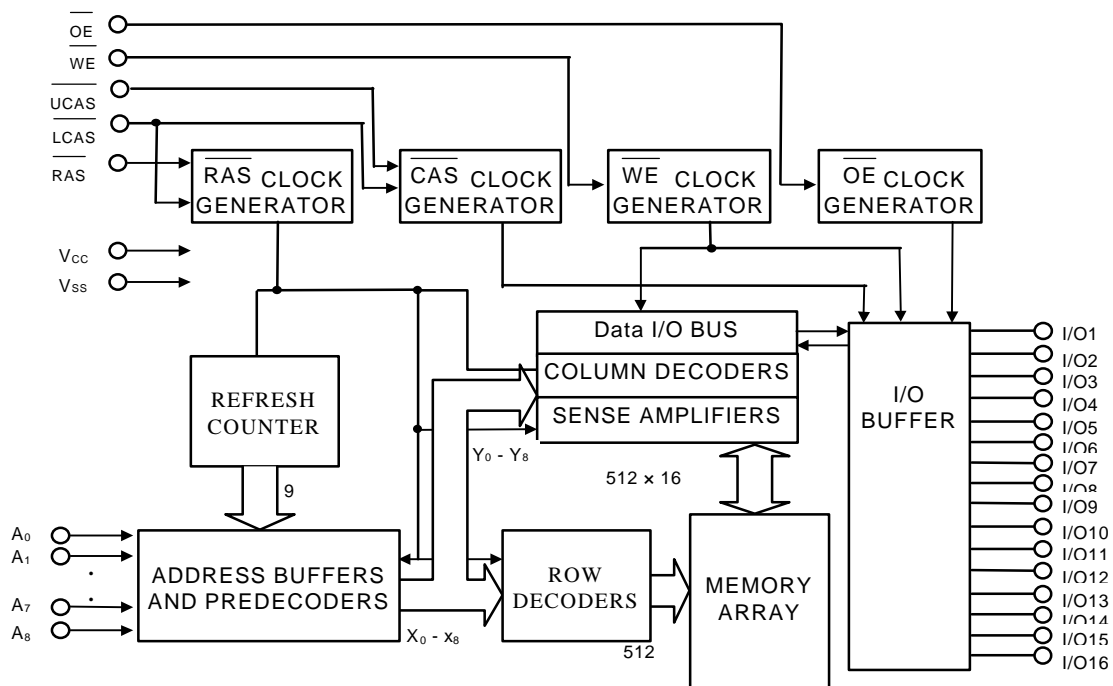 OE
WE
UCAS
LCAS
RAS
RAS CLOCK
GENERATOR
CAS CLOCK
GENERATOR
WE CLOCK
GENERATOR
OE CLOCK
GENERATOR
VCC
VSS
Data I/O BUS
COLUMN DECODERS
SENSE AMPLIFIERS
REFRESH
COUNTER
I/O
BUFFER
I/O1
I/O2
I/O3
I/O4
I/O5
I/O6
I/O7
I/O8
I/O9
I/O10
I/O11
I/O12
I/O13
I/O14
I/O15
I/O16
Y0 - Y8
512 × 16
9
A0
A1
.
.
A7
A8
ADDRESS BUFFERS
AND PREDECODERS
X0 - x8
ROW
DECODERS
512
MEMORY
ARRAY